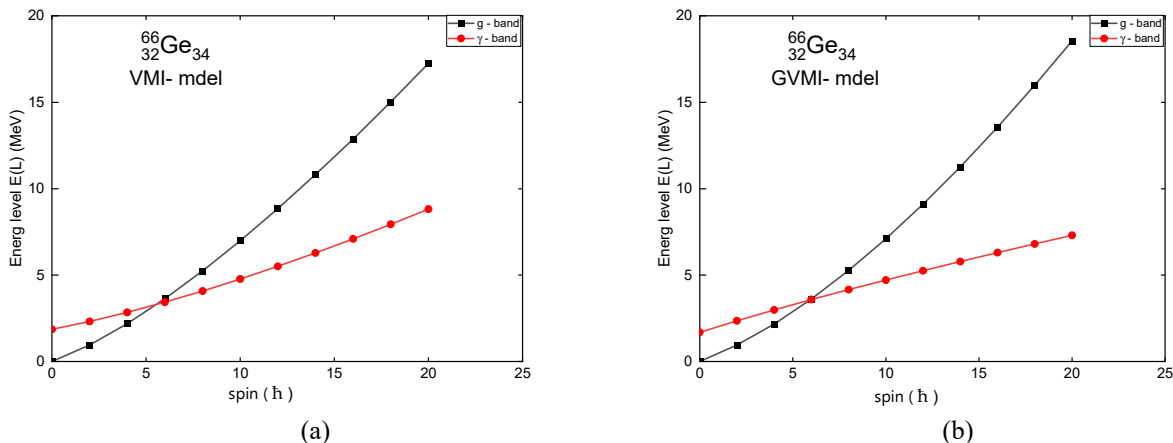 20
15
10
5
0
Energ level E(L) (MeV)
66
32Ge34
VMI- mdel
g - band
γ - band
0 5 10 15 20 25
spin ( ħ )
(a)
20
15
10
5
0
Energ level E(L) (MeV)
66
32Ge34
GVMI- mdel
g - band
γ - band
0 5 10 15 20 25
spin ( ħ )
(b)